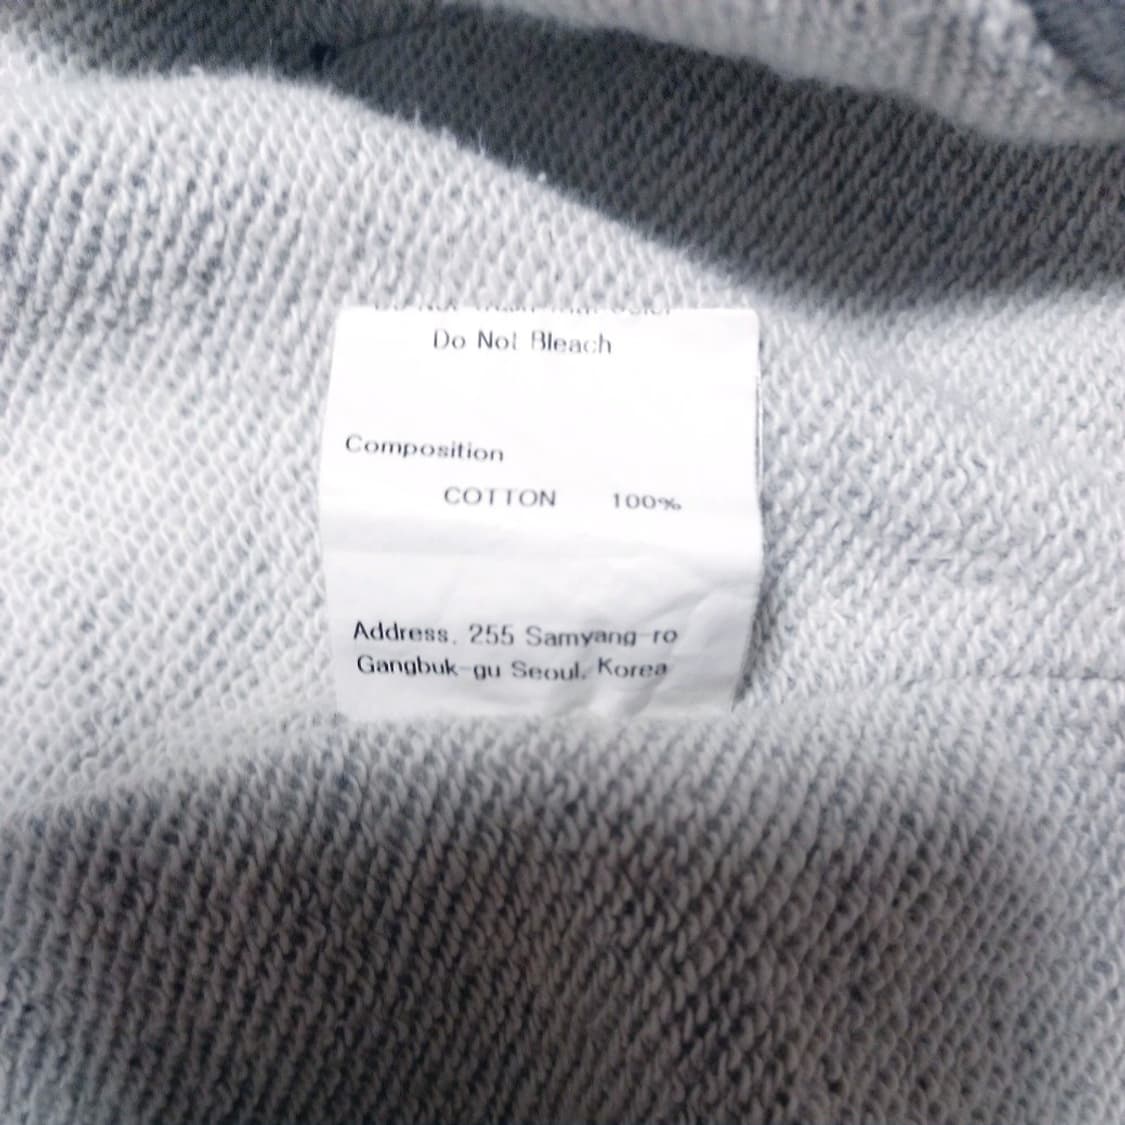 Do Not Bleach
Composition
COTTON 100%
Address. 255 Samyang-ro
Gangbuk-gu Seoul, Korea